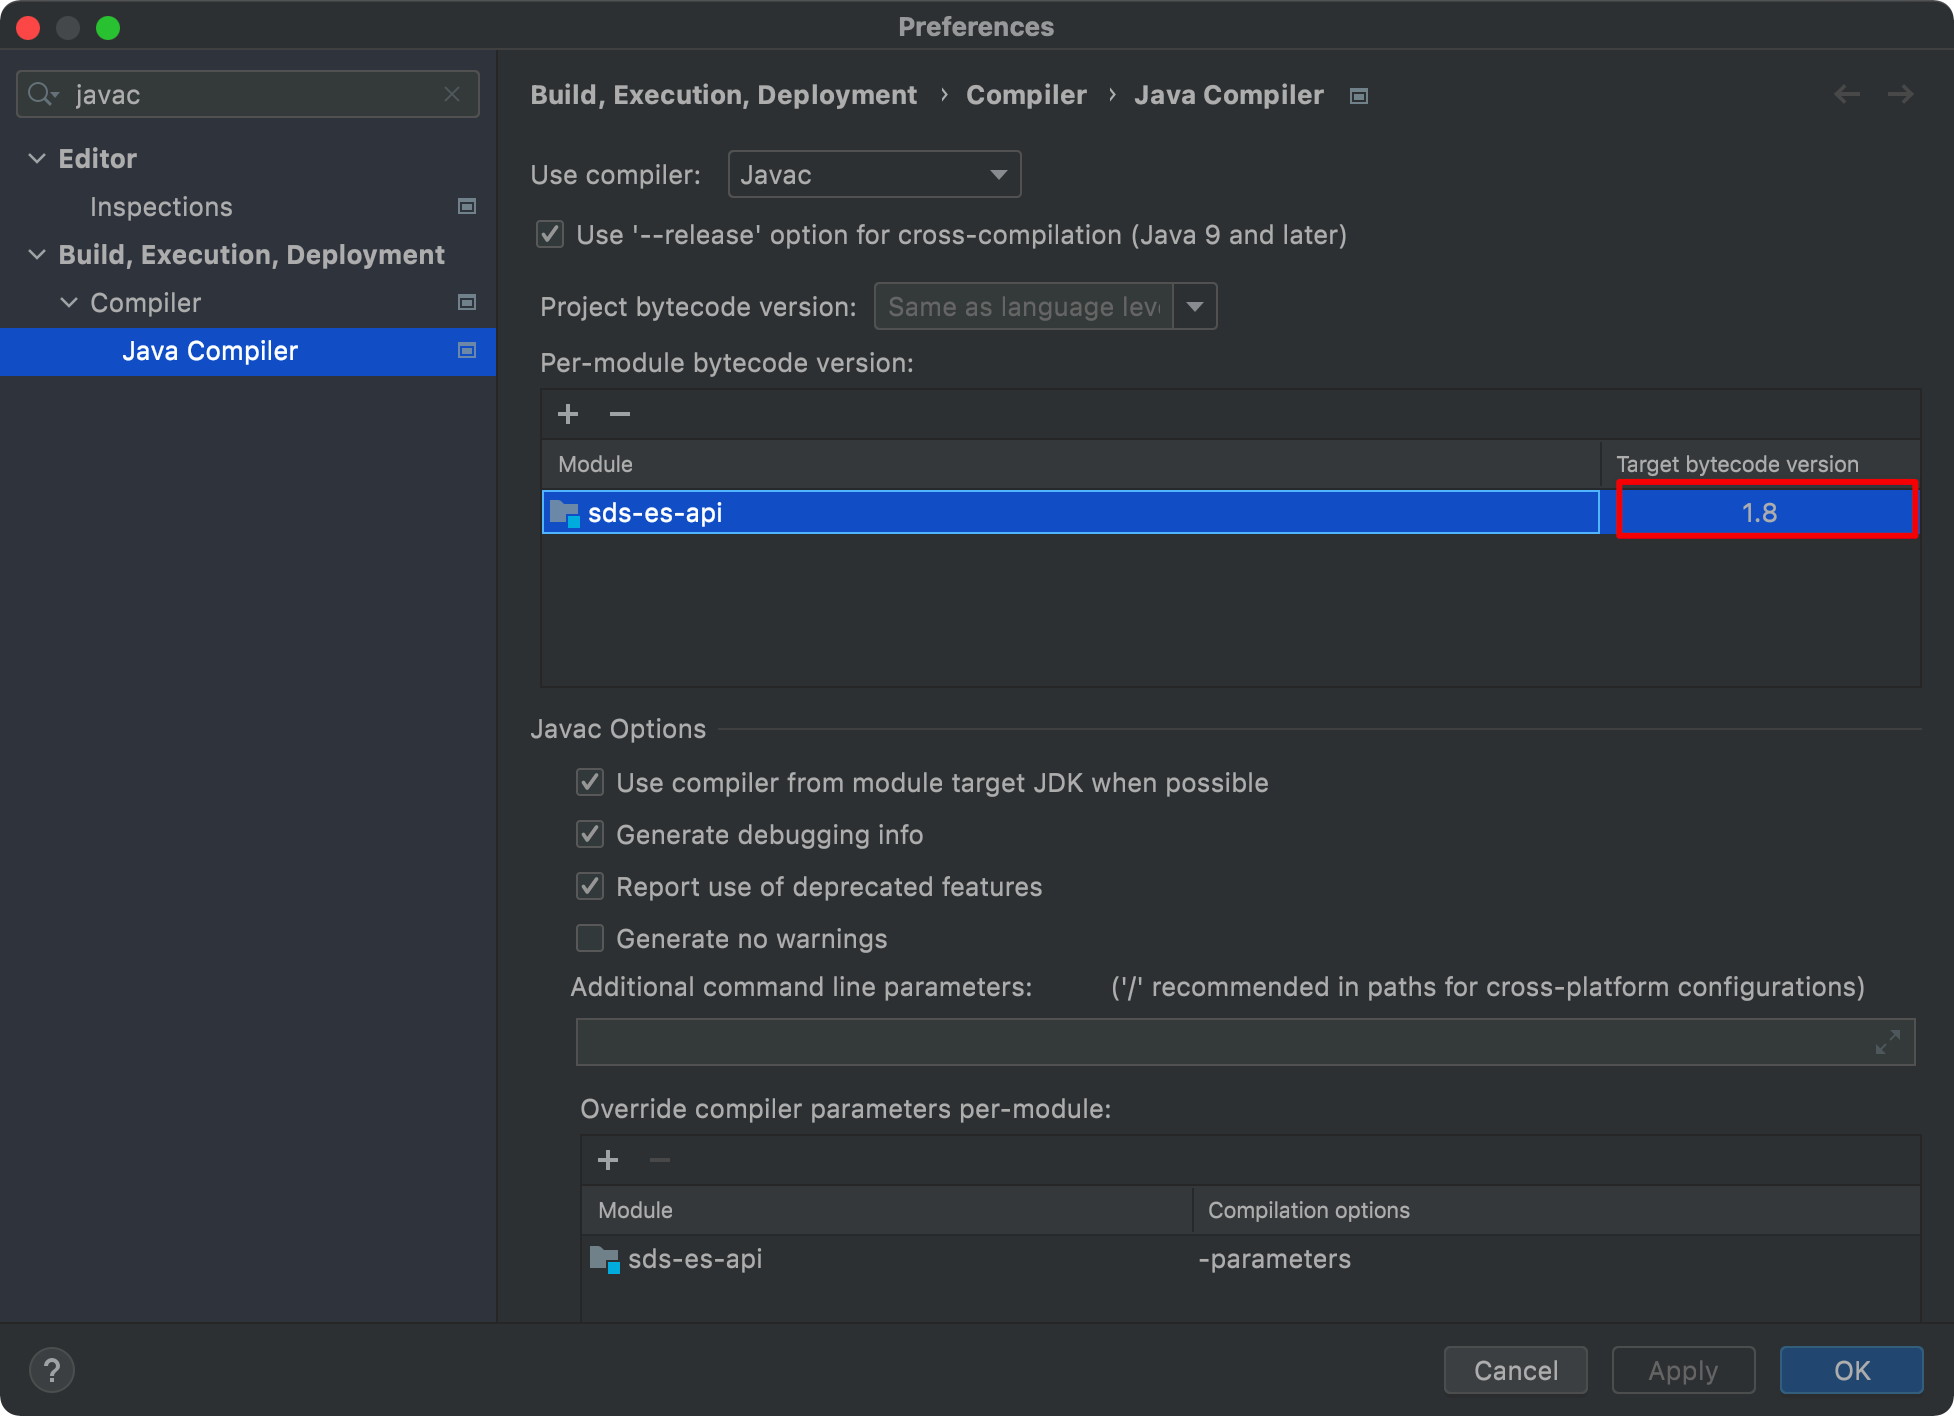 Preferences
javac
Editor
Inspections
Build, Execution, Deployment
Compiler
Java Compiler
Build, Execution, Deployment › Compiler › Java Compiler
Use compiler: Javac
Use '--release' option for cross-compilation (Java 9 and later)
Project bytecode version: Same as language lev
Per-module bytecode version:
+ −
Module Target bytecode version
sds-es-api 1.8
Javac Options
Use compiler from module target JDK when possible
Generate debugging info
Report use of deprecated features
Generate no warnings
Additional command line parameters: ('/' recommended in paths for cross-platform configurations)
Override compiler parameters per-module:
+ −
Module Compilation options
sds-es-api -parameters
? Cancel Apply OK